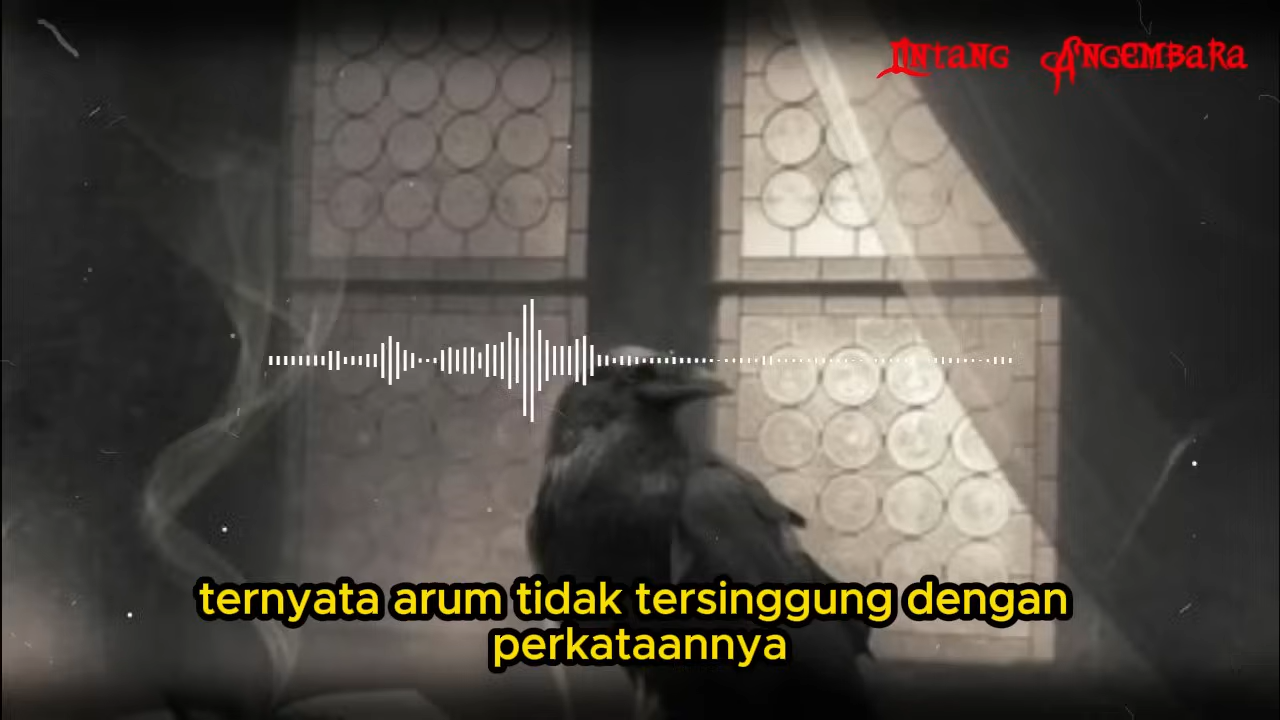 Lintang Angembara
ternyata arum tidak tersinggung dengan
perkataannya